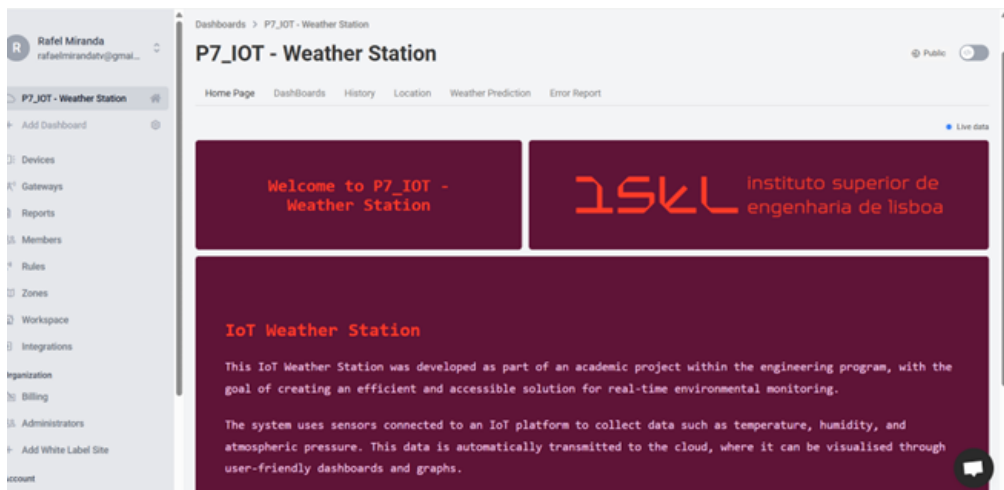 Rafel Miranda
rafaelmirandatv@gmai...
P7_IOT - Weather Station
Add Dashboard
Devices
Gateways
Reports
Members
Rules
Zones
Workspace
Integrations
Billing
Administrators
Add White Label Site
Dashboards > P7_IOT - Weather Station
P7_IOT - Weather Station
Public
Home Page DashBoards History Location Weather Prediction Error Report
Live data
Welcome to P7_IOT -
Weather Station
instituto superior de
engenharia de lisboa
IoT Weather Station
This IoT Weather Station was developed as part of an academic project within the engineering program, with the
goal of creating an efficient and accessible solution for real-time environmental monitoring.
The system uses sensors connected to an IoT platform to collect data such as temperature, humidity, and
atmospheric pressure. This data is automatically transmitted to the cloud, where it can be visualised through
user-friendly dashboards and graphs.